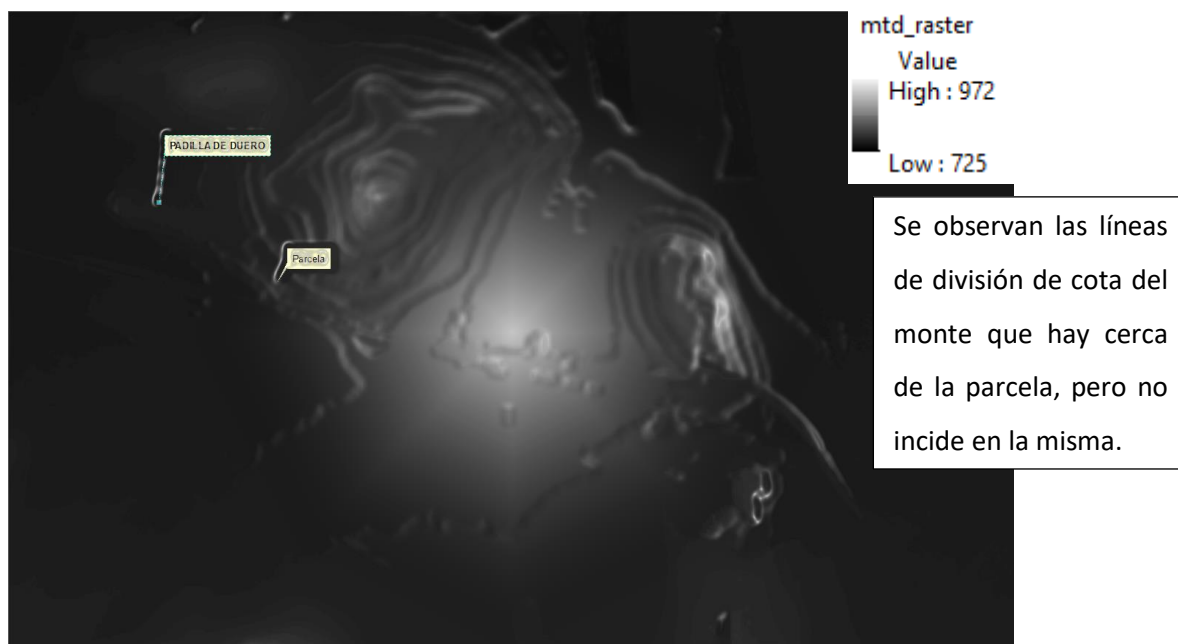 mtd_raster
Value
High : 972
Low : 725
PADILLA DE DUERO
Parcela
Se observan las líneas
de división de cota del
monte que hay cerca
de la parcela, pero no
incide en la misma.